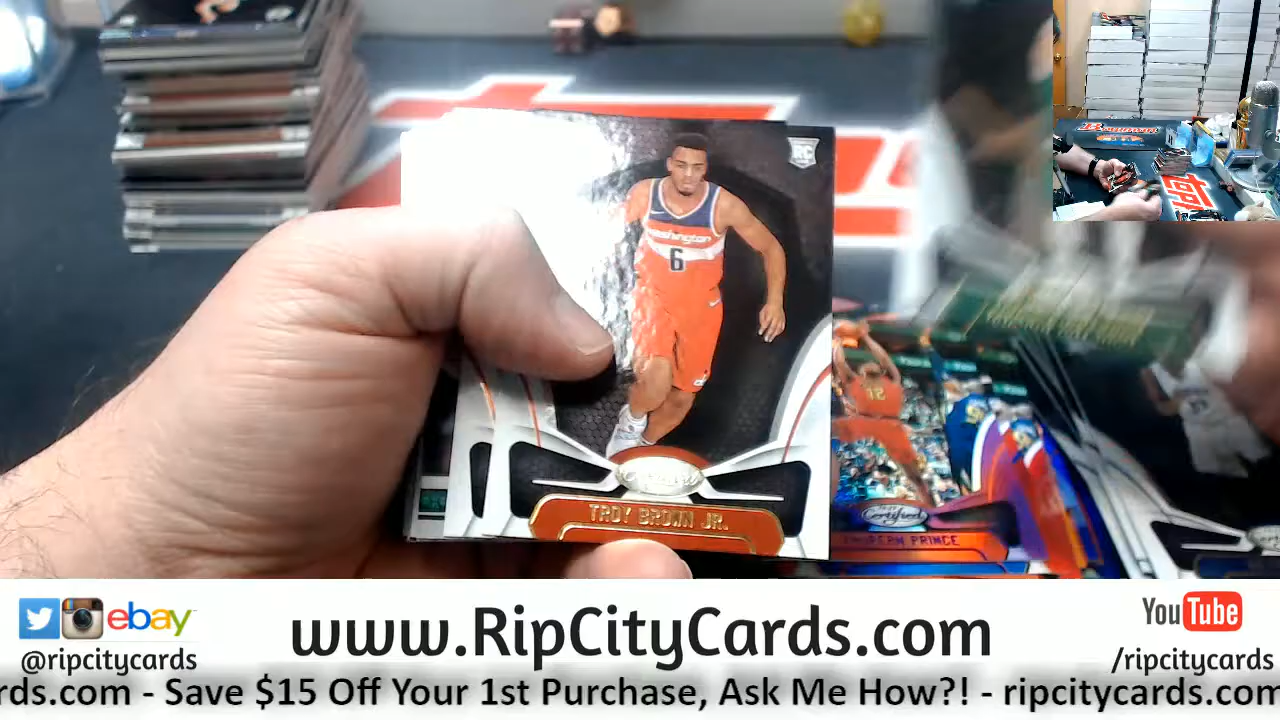 RC
Washington
6
TROY BROWN JR.
12
Certified
PRINCE
ebay
@ripcitycards
www.RipCityCards.com
YouTube
/ripcitycards
rds.com - Save $15 Off Your 1st Purchase, Ask Me How?! - ripcitycards.com